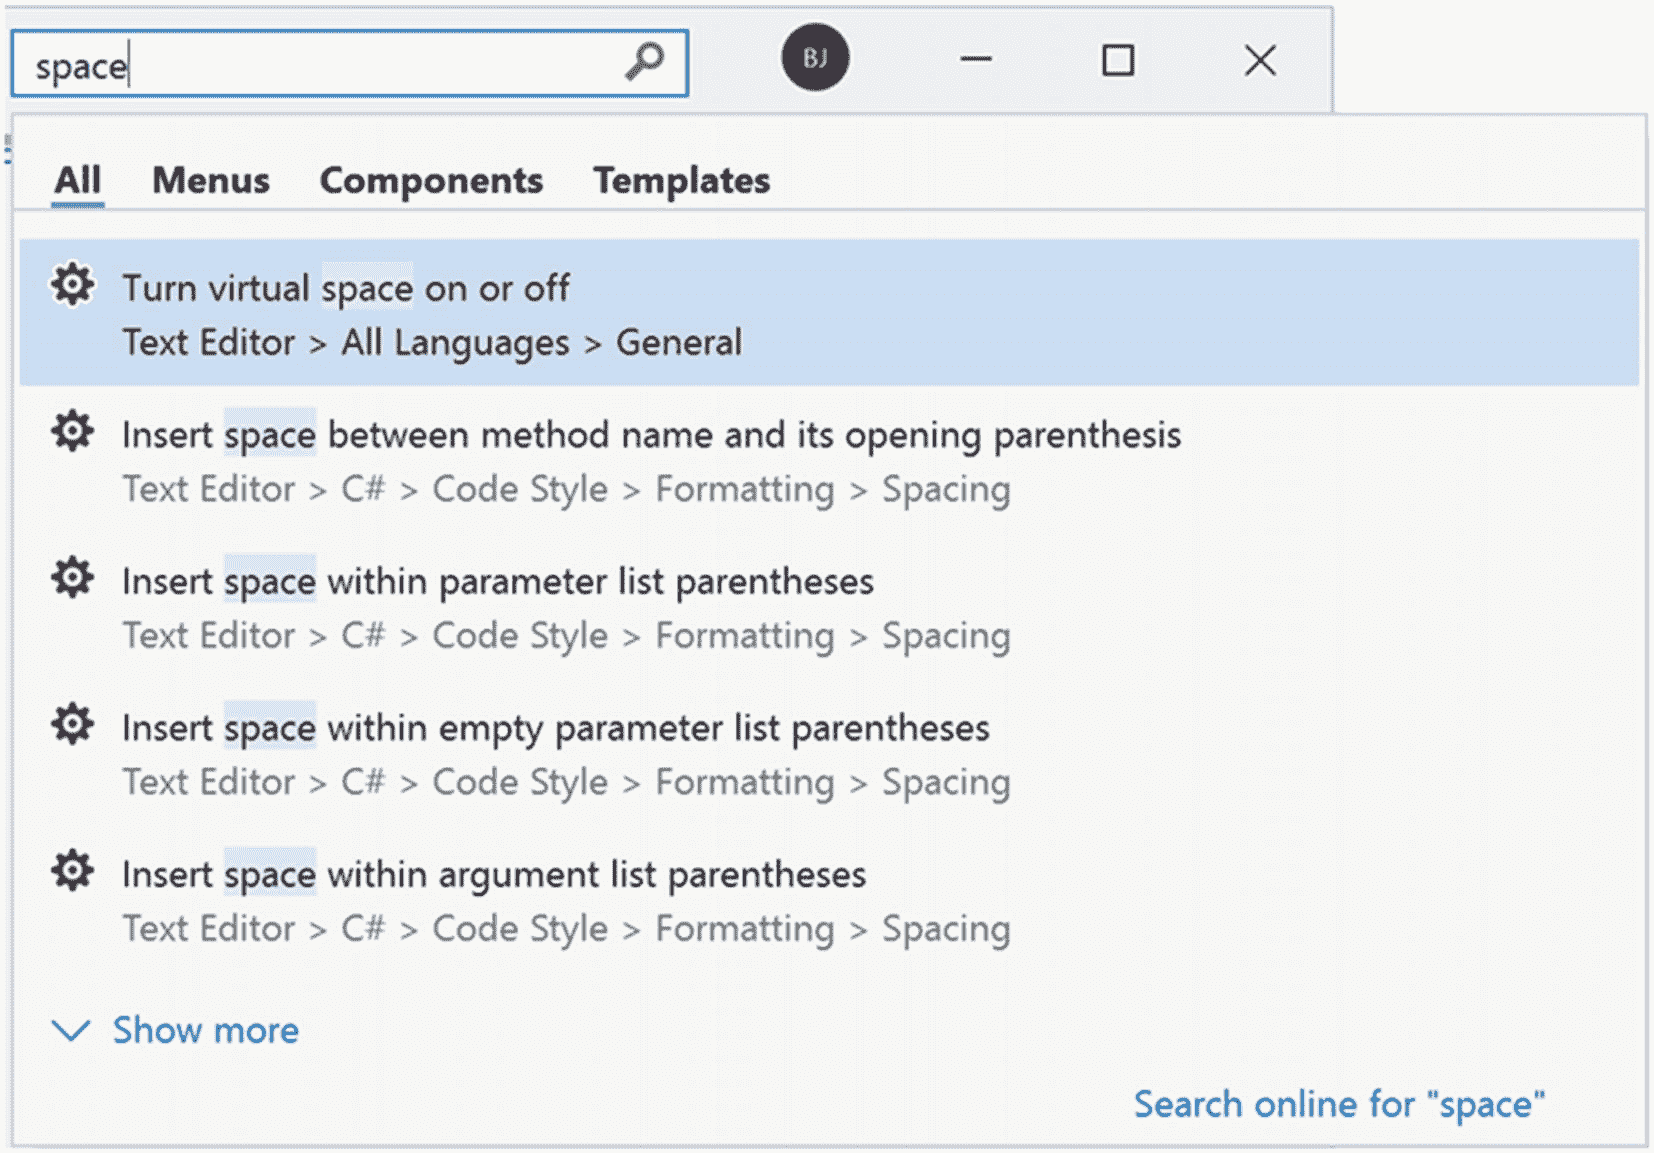 space
BJ
All Menus Components Templates
Turn virtual space on or off
Text Editor > All Languages > General
Insert space between method name and its opening parenthesis
Text Editor > C# > Code Style > Formatting > Spacing
Insert space within parameter list parentheses
Text Editor > C# > Code Style > Formatting > Spacing
Insert space within empty parameter list parentheses
Text Editor > C# > Code Style > Formatting > Spacing
Insert space within argument list parentheses
Text Editor > C# > Code Style > Formatting > Spacing
Show more
Search online for "space"